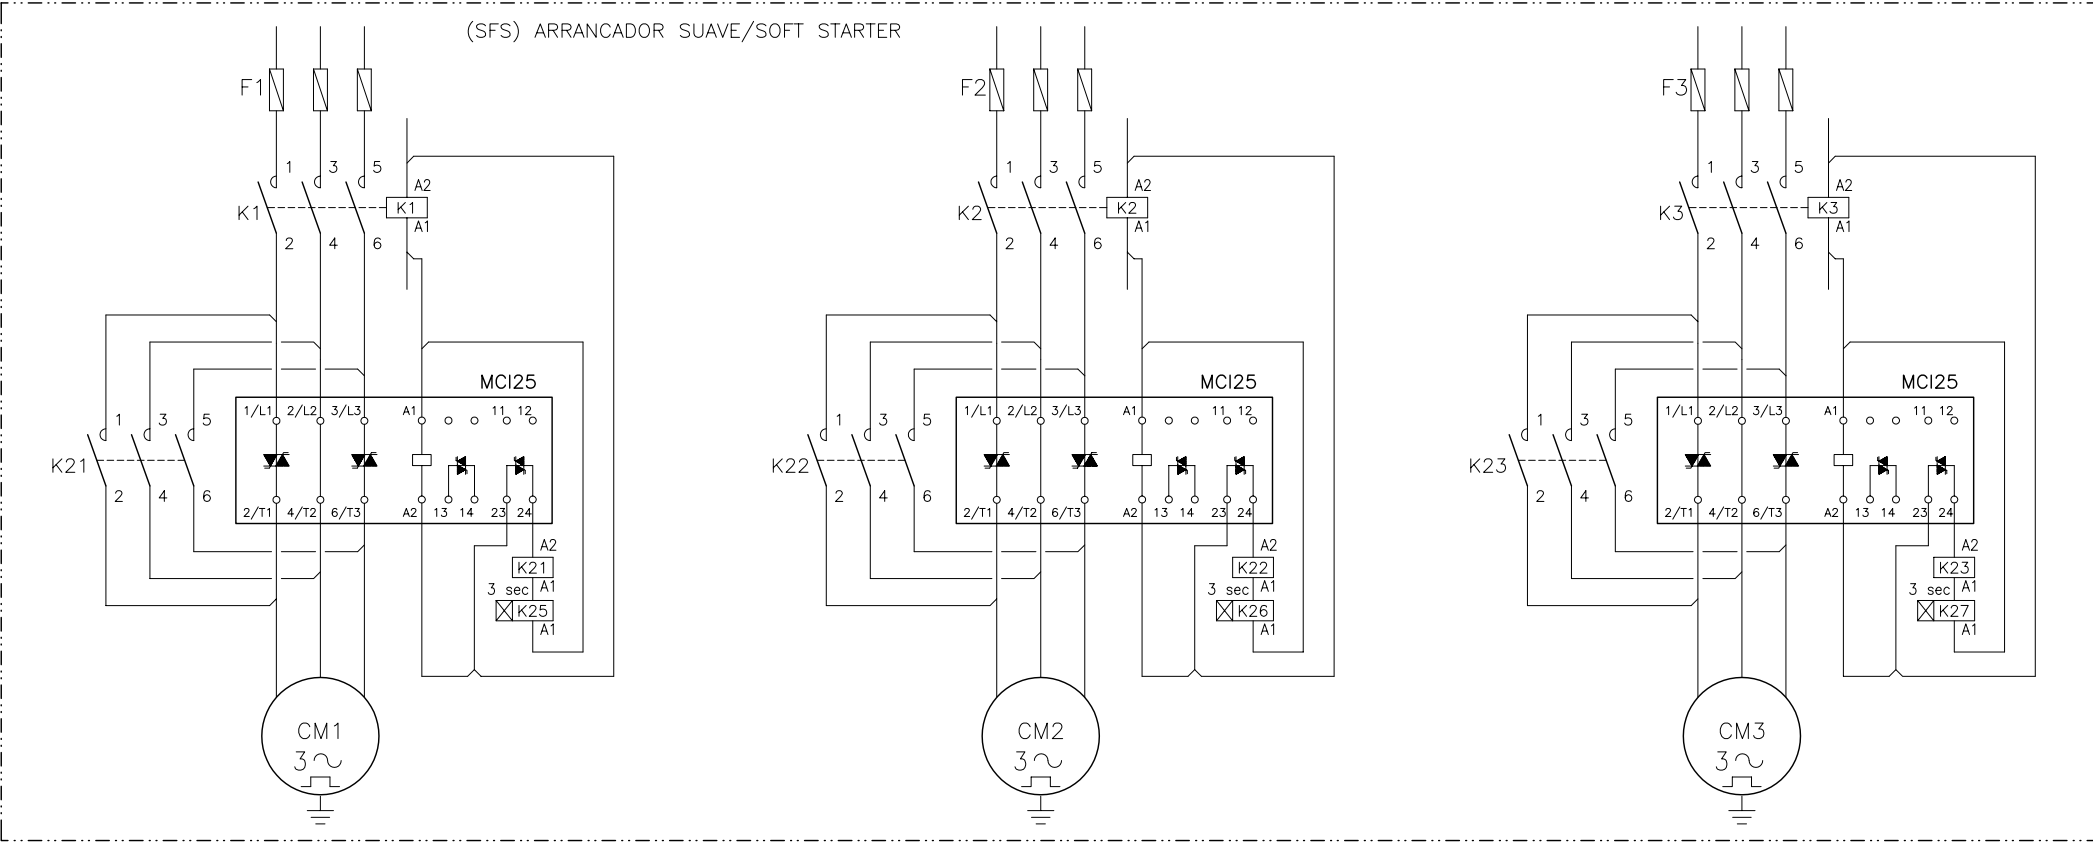 (SFS) ARRANCADOR SUAVE/SOFT STARTER
F1
1 3 5
A2
K1
K1
A1
2 4 6
MCI25
1/L1 2/L2 3/L3 A1 11 12
1 3 5
K21
2 4 6
2/T1 4/T2 6/T3 A2 13 14 23 24
A2
K21
3 sec A1
K25
A1
CM1
3
F2
1 3 5
A2
K2
K2
A1
2 4 6
MCI25
1/L1 2/L2 3/L3 A1 11 12
1 3 5
K22
2 4 6
2/T1 4/T2 6/T3 A2 13 14 23 24
A2
K22
3 sec A1
K26
A1
CM2
3
F3
1 3 5
A2
K3
K3
A1
2 4 6
MCI25
1/L1 2/L2 3/L3 A1 11 12
1 3 5
K23
2 4 6
2/T1 4/T2 6/T3 A2 13 14 23 24
A2
K23
3 sec A1
K27
A1
CM3
3